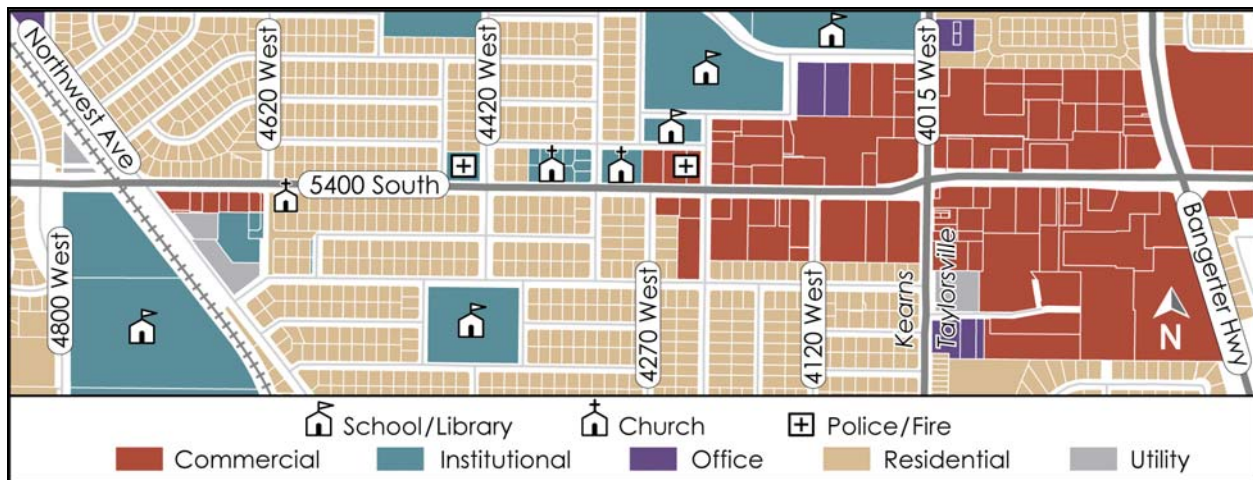 Northwest Ave
4620 West
4420 West
4015 West
5400 South
4800 West
4270 West
4120 West
Kearns
Taylorsville
Bangerter Hwy
N
School/Library
Church
Police/Fire
Commercial
Institutional
Office
Residential
Utility